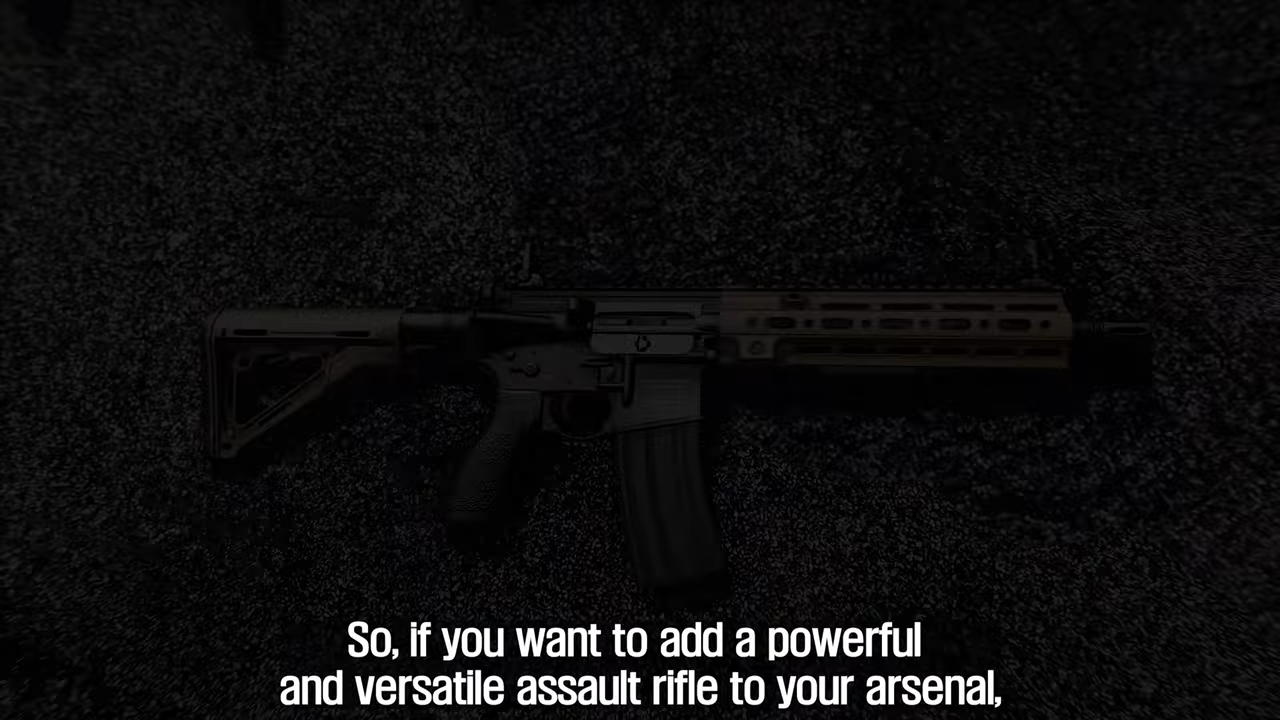 So, if you want to add a powerful
and versatile assault rifle to your arsenal,